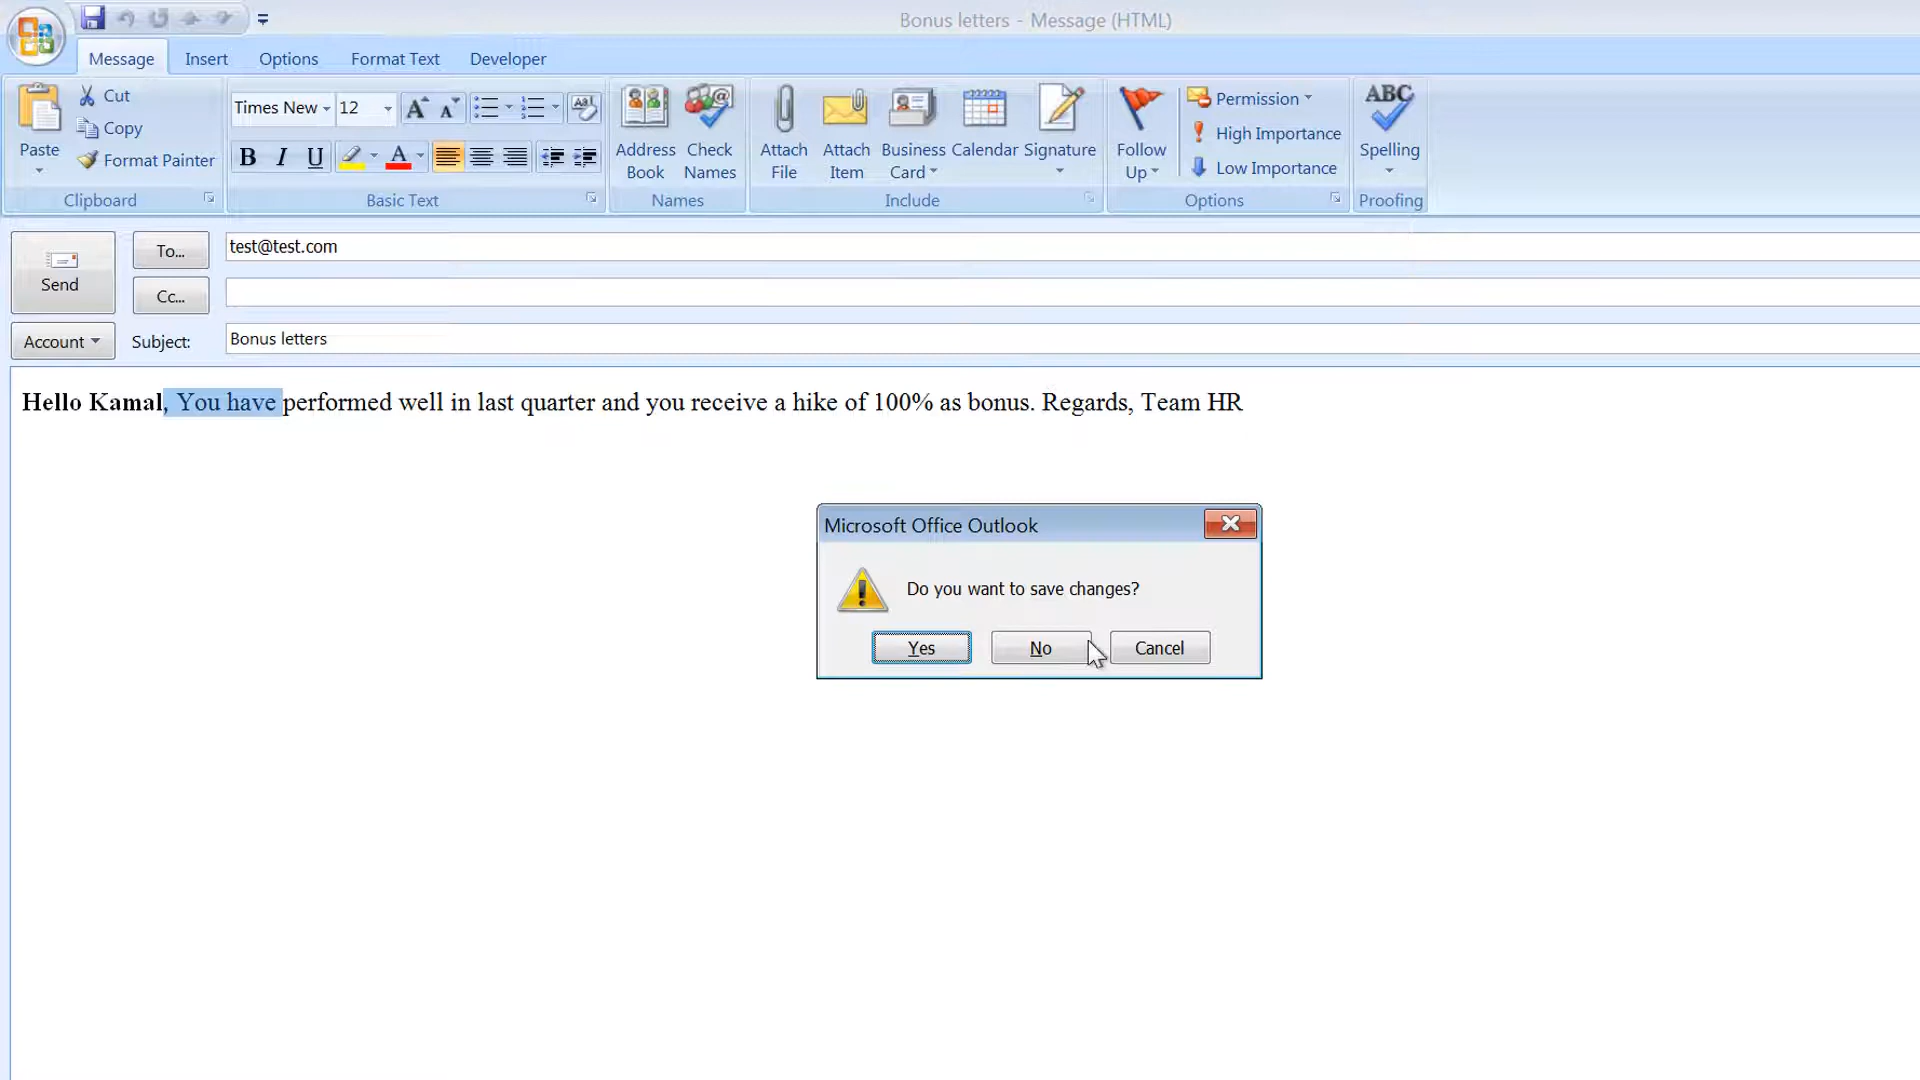 Bonus letters - Message (HTML)
Message Insert Options Format Text Developer
Paste
Cut
Copy
Format Painter
Clipboard
Times New 12
B I U A
Basic Text
Address Book
Check Names
Names
Attach File
Attach Item
Business Card
Calendar
Signature
Include
Follow Up
Permission
High Importance
Low Importance
Options
ABC
Spelling
Proofing
Send
To... test@test.com
Cc...
Account Subject: Bonus letters
Hello Kamal, You have performed well in last quarter and you receive a hike of 100% as bonus. Regards, Team HR
Microsoft Office Outlook
Do you want to save changes?
Yes No Cancel